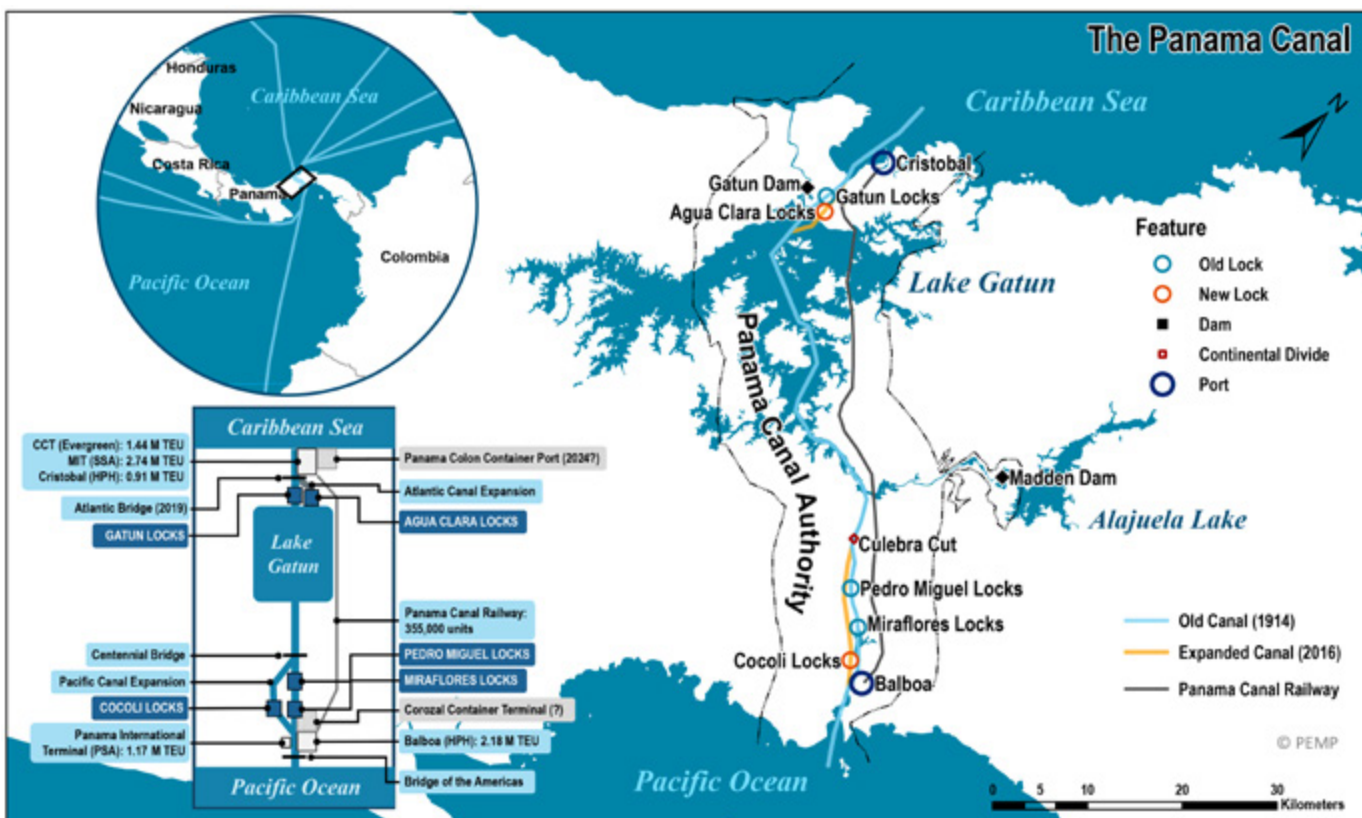 The Panama Canal
Honduras
Caribbean Sea
Nicaragua
Costa Rica
Panama
Colombia
Pacific Ocean
Caribbean Sea
N
Cristobal
Gatun Dam
Gatun Locks
Agua Clara Locks
Lake Gatun
Panama Canal Authority
Madden Dam
Alajuela Lake
Culebra Cut
Pedro Miguel Locks
Miraflores Locks
Cocoli Locks
Balboa
Pacific Ocean
Feature
Old Lock
New Lock
Dam
Continental Divide
Port
Old Canal (1914)
Expanded Canal (2016)
Panama Canal Railway
© PEMP
0 5 10 20 30
Kilometers
Caribbean Sea
CCT (Evergreen): 1.44 M TEU
MIT (SSA): 2.74 M TEU
Cristobal (HPH): 0.91 M TEU
Panama Colon Container Port (2024?)
Atlantic Canal Expansion
Atlantic Bridge (2019)
GATUN LOCKS
AGUA CLARA LOCKS
Lake
Gatun
Panama Canal Railway:
355,000 units
Centennial Bridge
PEDRO MIGUEL LOCKS
Pacific Canal Expansion
MIRAFLORES LOCKS
COCOLI LOCKS
Corozal Container Terminal (?)
Panama International
Terminal (PSA): 1.17 M TEU
Balboa (HPH): 2.18 M TEU
Bridge of the Americas
Pacific Ocean